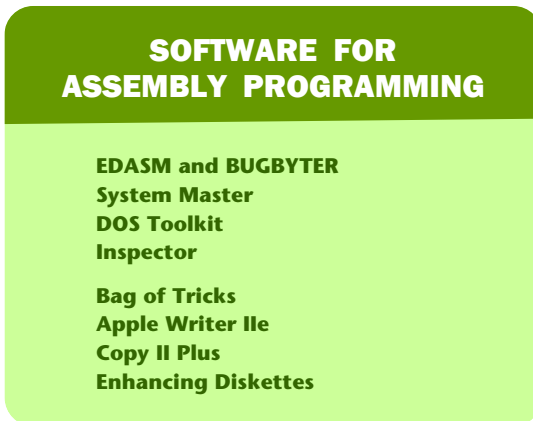 SOFTWARE FOR
ASSEMBLY PROGRAMMING
EDASM and BUGBYTER
System Master
DOS Toolkit
Inspector
Bag of Tricks
Apple Writer IIe
Copy II Plus
Enhancing Diskettes